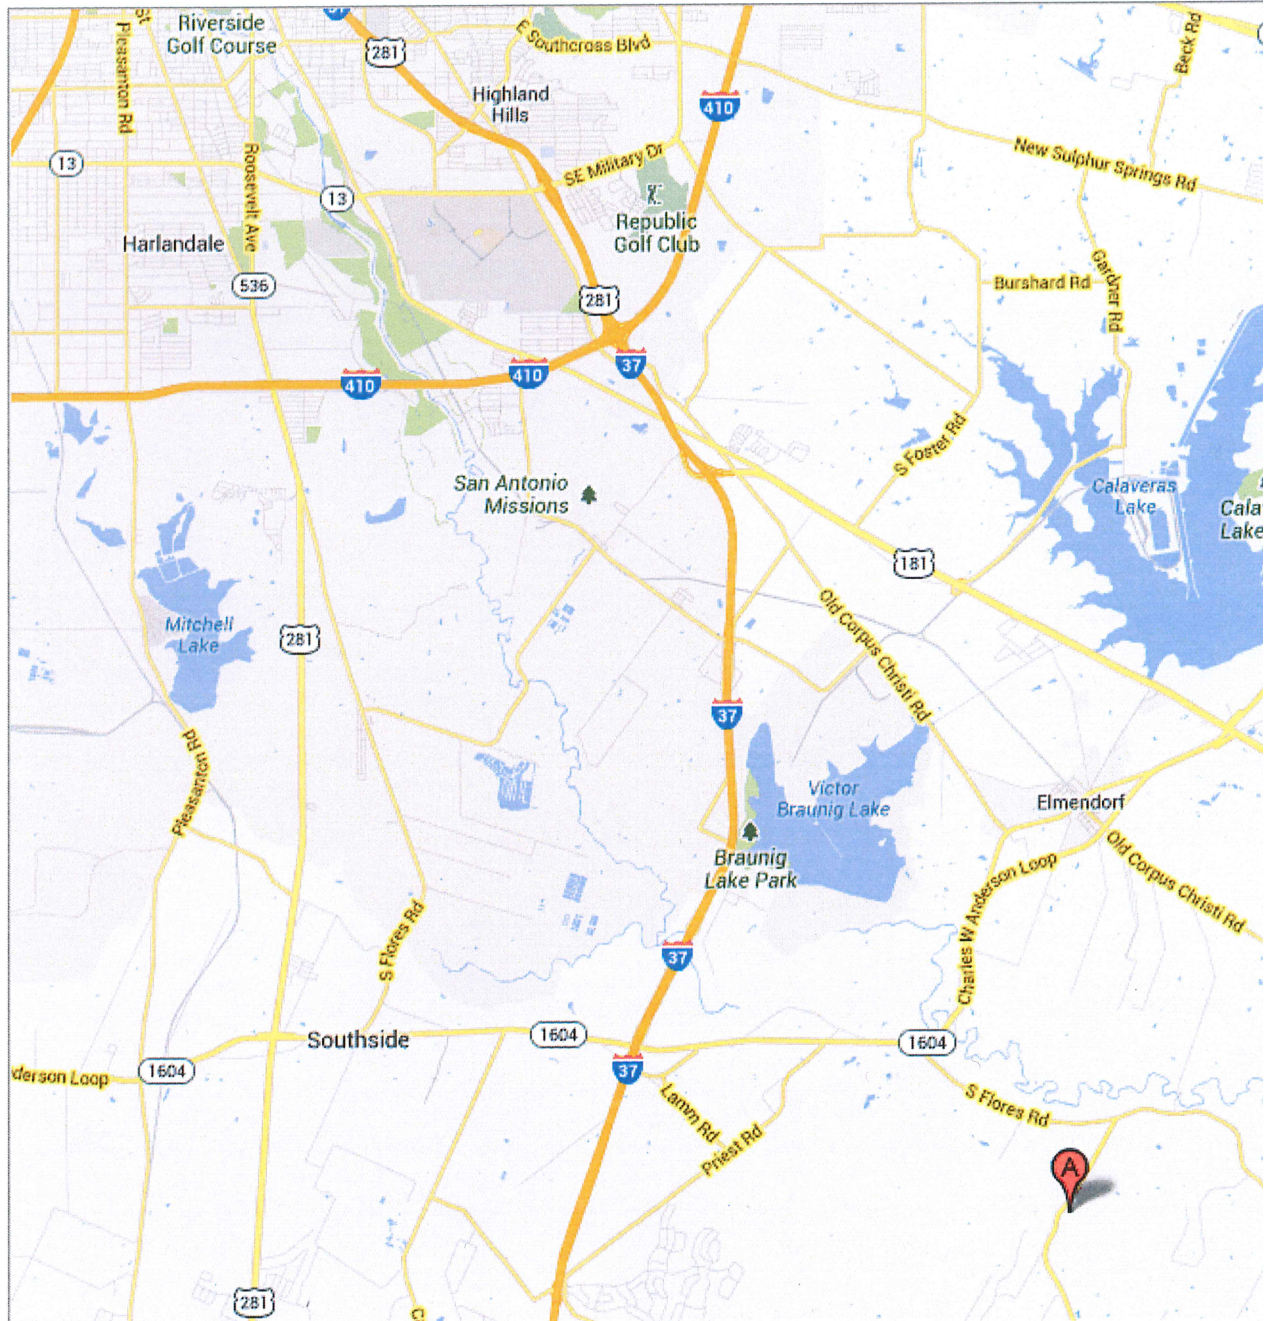 Riverside
Golf Course
St
Pleasanton Rd
37
281
E Southcross Blvd
Highland
Hills
410
Beck Rd
13
Roosevelt Ave
13
SE Military Dr
New Sulphur Springs Rd
Harlandale
Republic
Golf Club
536
281
Burshard Rd
Gardner Rd
410
410
37
S Foster Rd
San Antonio
Missions
Calaveras
Lake
Cala
Lake
181
Mitchell
Lake
281
Old Corpus Christi Rd
37
Pleasanton Rd
Victor
Braunig Lake
Elmendorf
Braunig
Lake Park
Old Corpus Christi Rd
Charles W Anderson Loop
S Flores Rd
37
Southside
1604
1604
derson Loop
1604
37
Lamm Rd
Priest Rd
S Flores Rd
A
281